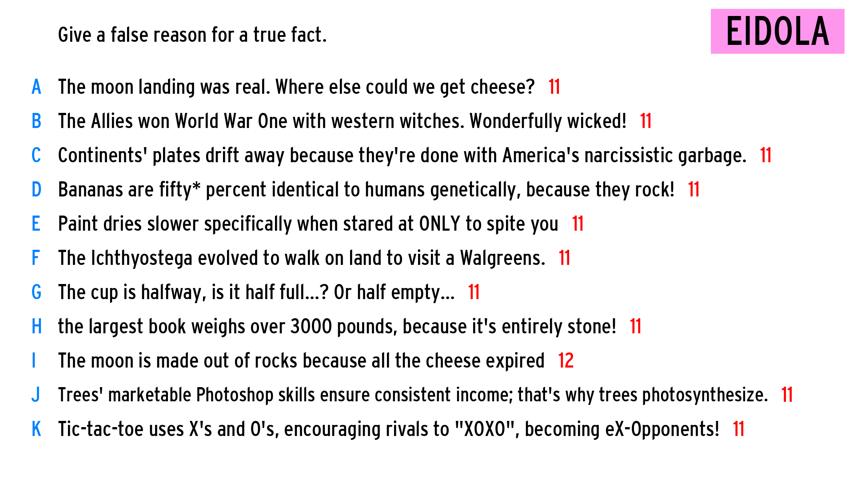 Give a false reason for a true fact.
EIDOLA
A The moon landing was real. Where else could we get cheese? 11
B The Allies won World War One with western witches. Wonderfully wicked! 11
C Continents' plates drift away because they're done with America's narcissistic garbage. 11
D Bananas are fifty* percent identical to humans genetically, because they rock! 11
E Paint dries slower specifically when stared at ONLY to spite you 11
F The Ichthyostega evolved to walk on land to visit a Walgreens. 11
G The cup is halfway, is it half full...? Or half empty... 11
H the largest book weighs over 3000 pounds, because it's entirely stone! 11
I The moon is made out of rocks because all the cheese expired 12
J Trees' marketable Photoshop skills ensure consistent income; that's why trees photosynthesize. 11
K Tic-tac-toe uses X's and O's, encouraging rivals to "XOXO", becoming eX-Opponents! 11